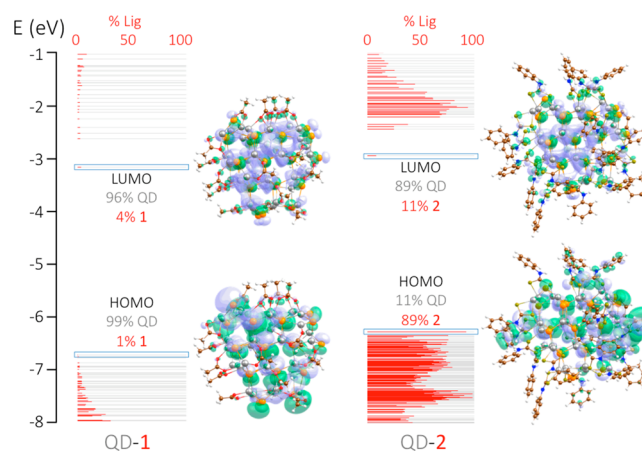 E (eV)
% Lig
0 50 100
% Lig
0 50 100
-1
-2
-3
-4
-5
-6
-7
-8
LUMO
96% QD
4% 1
LUMO
89% QD
11% 2
HOMO
99% QD
1% 1
HOMO
11% QD
89% 2
QD-1
QD-2